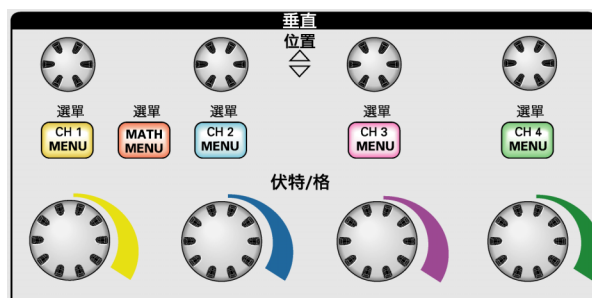 垂直
位置
選單 選單 選單 選單 選單
CH 1 MATH CH 2 CH 3 CH 4
MENU MENU MENU MENU MENU
伏特/格